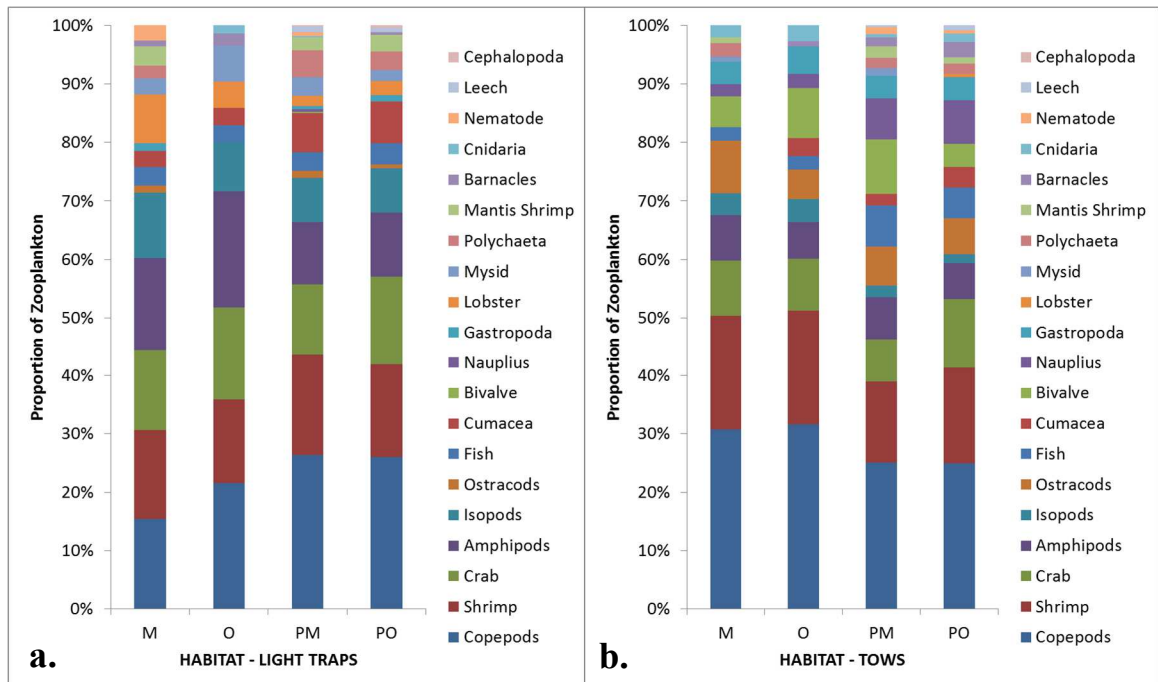 100%
90%
80%
70%
60%
50%
40%
30%
20%
10%
0%
Proportion of Zooplankton
M O PM PO
HABITAT - LIGHT TRAPS
a.
Cephalopoda
Leech
Nematode
Cnidaria
Barnacles
Mantis Shrimp
Polychaeta
Mysid
Lobster
Gastropoda
Nauplius
Bivalve
Cumacea
Fish
Ostracods
Isopods
Amphipods
Crab
Shrimp
Copepods
100%
90%
80%
70%
60%
50%
40%
30%
20%
10%
0%
Proportion of Zooplankton
M O PM PO
HABITAT - TOWS
b.
Cephalopoda
Leech
Nematode
Cnidaria
Barnacles
Mantis Shrimp
Polychaeta
Mysid
Lobster
Gastropoda
Nauplius
Bivalve
Cumacea
Fish
Ostracods
Isopods
Amphipods
Crab
Shrimp
Copepods